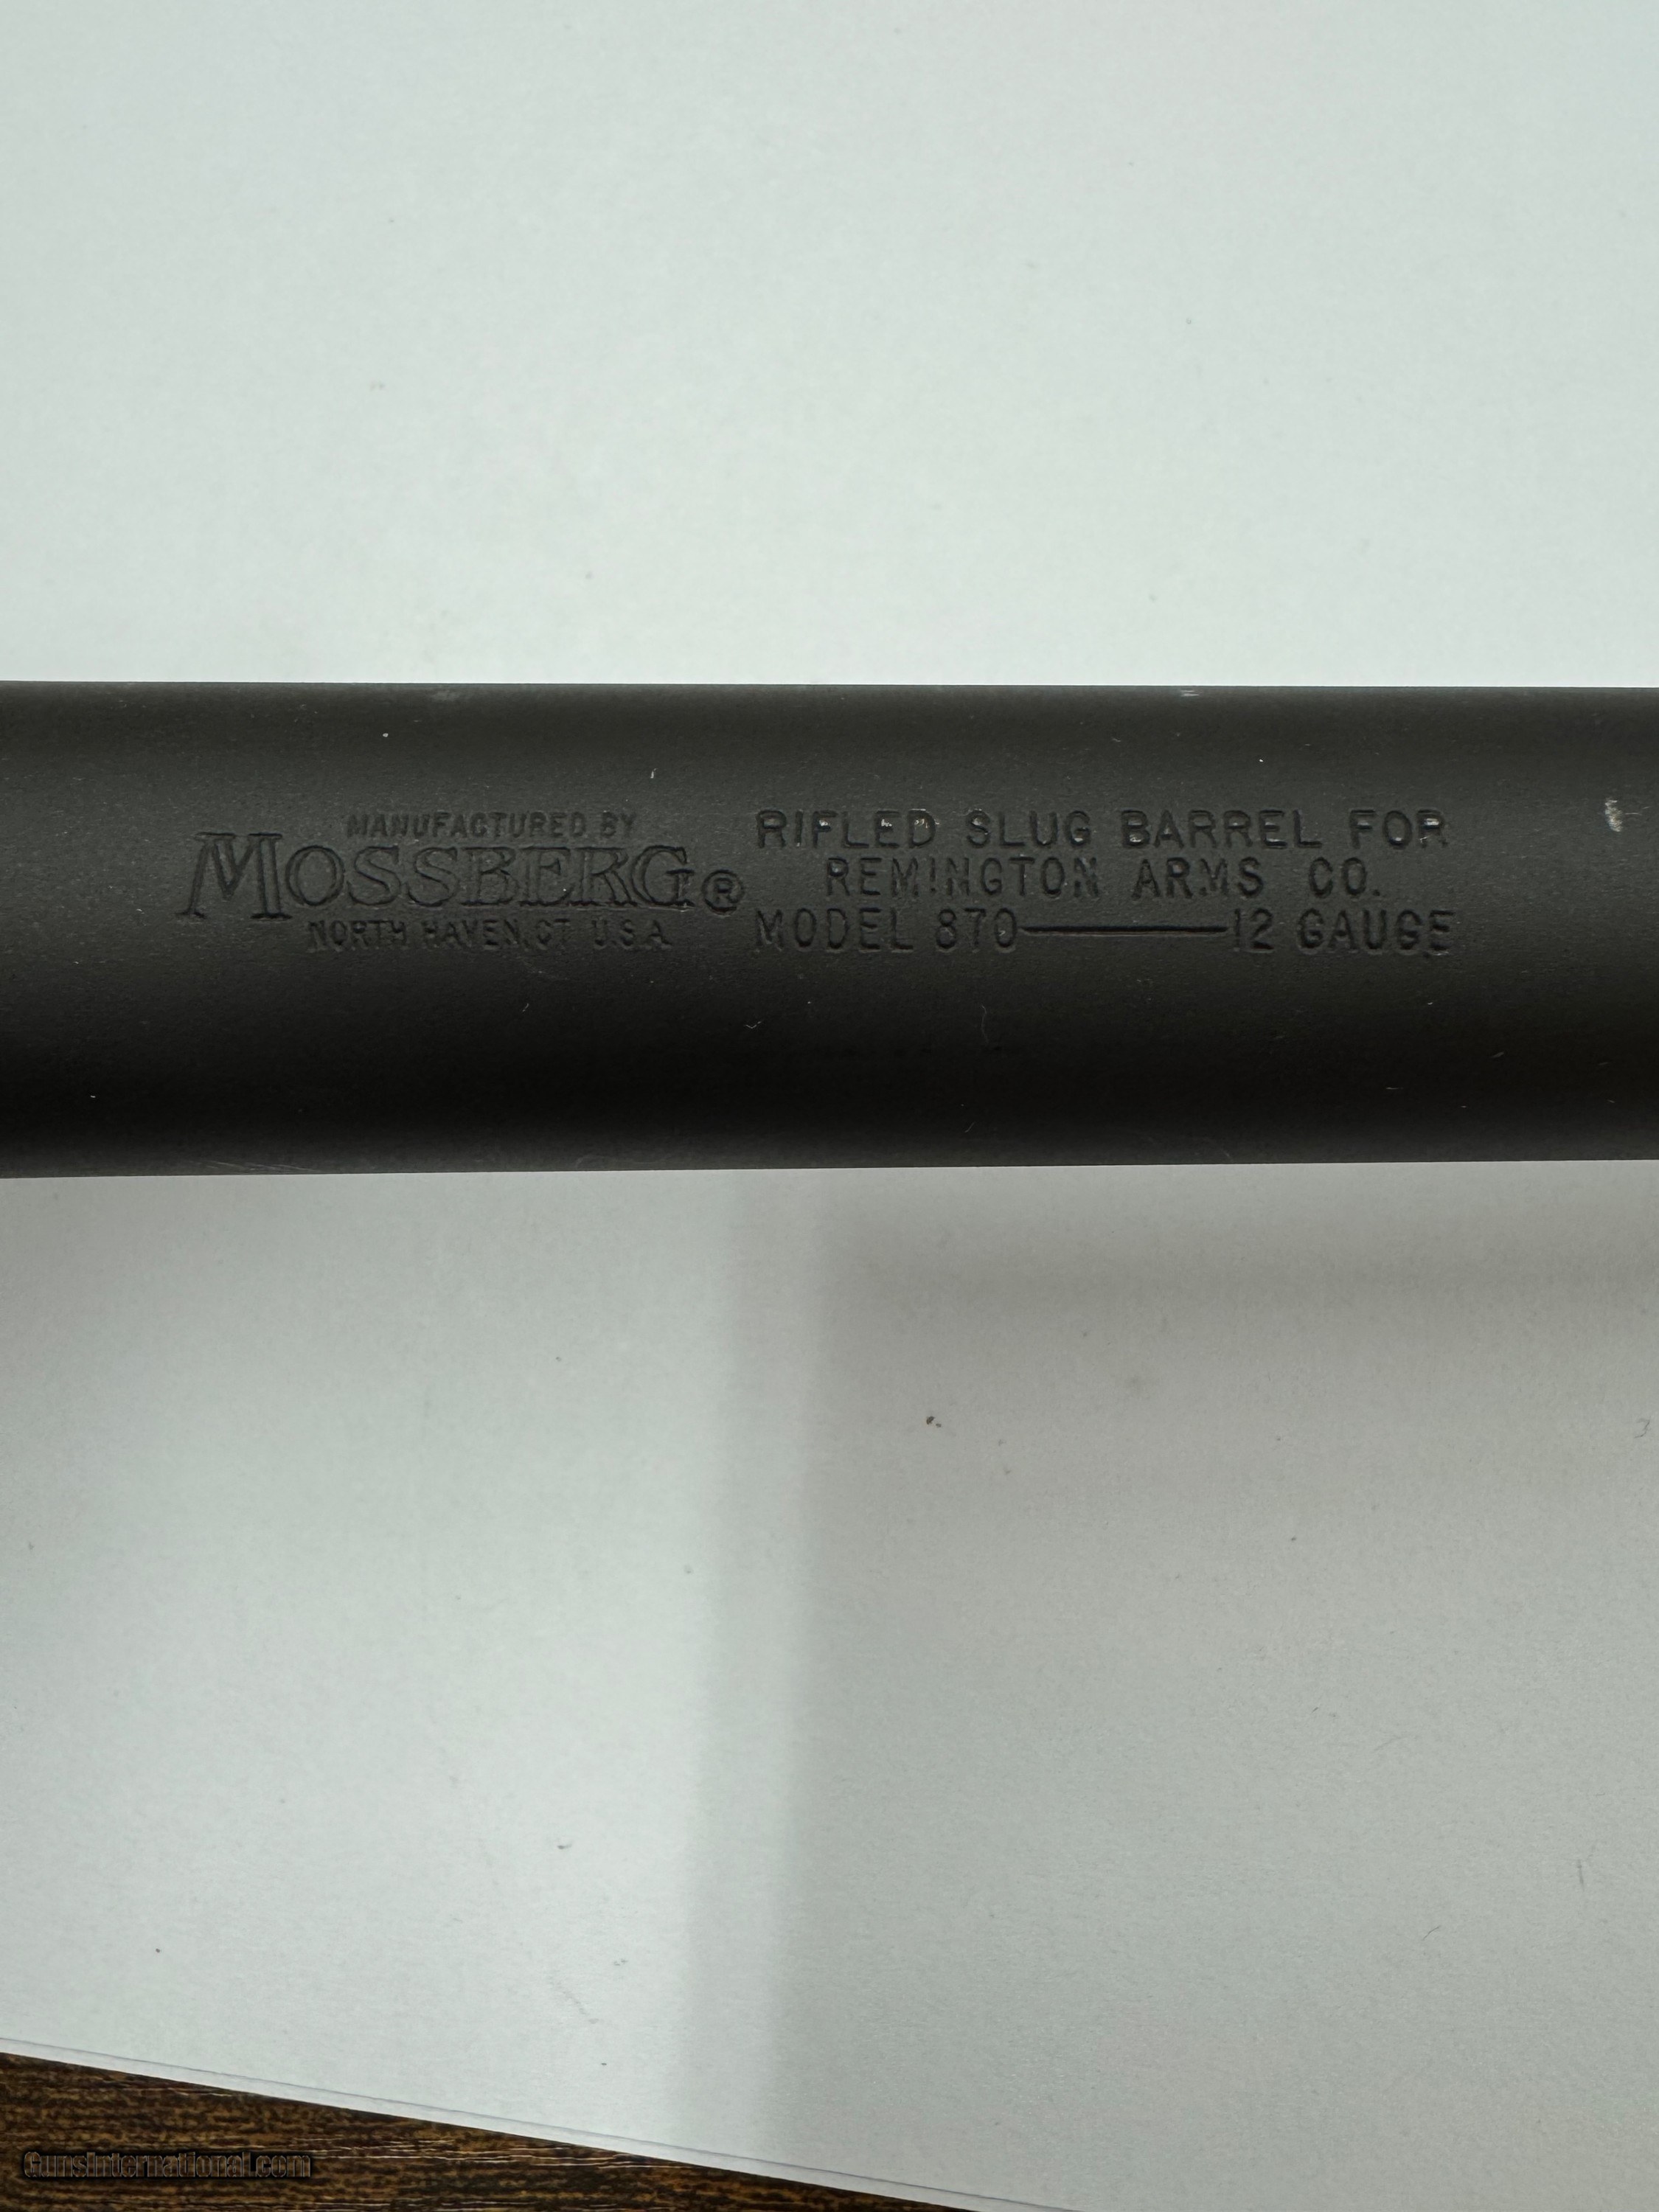 MANUFACTURED BY
MOSSBERG®
NORTH HAVEN, CT U.S.A.
RIFLED SLUG BARREL FOR
REMINGTON ARMS CO.
MODEL 870———12 GAUGE
GunsInternational.com